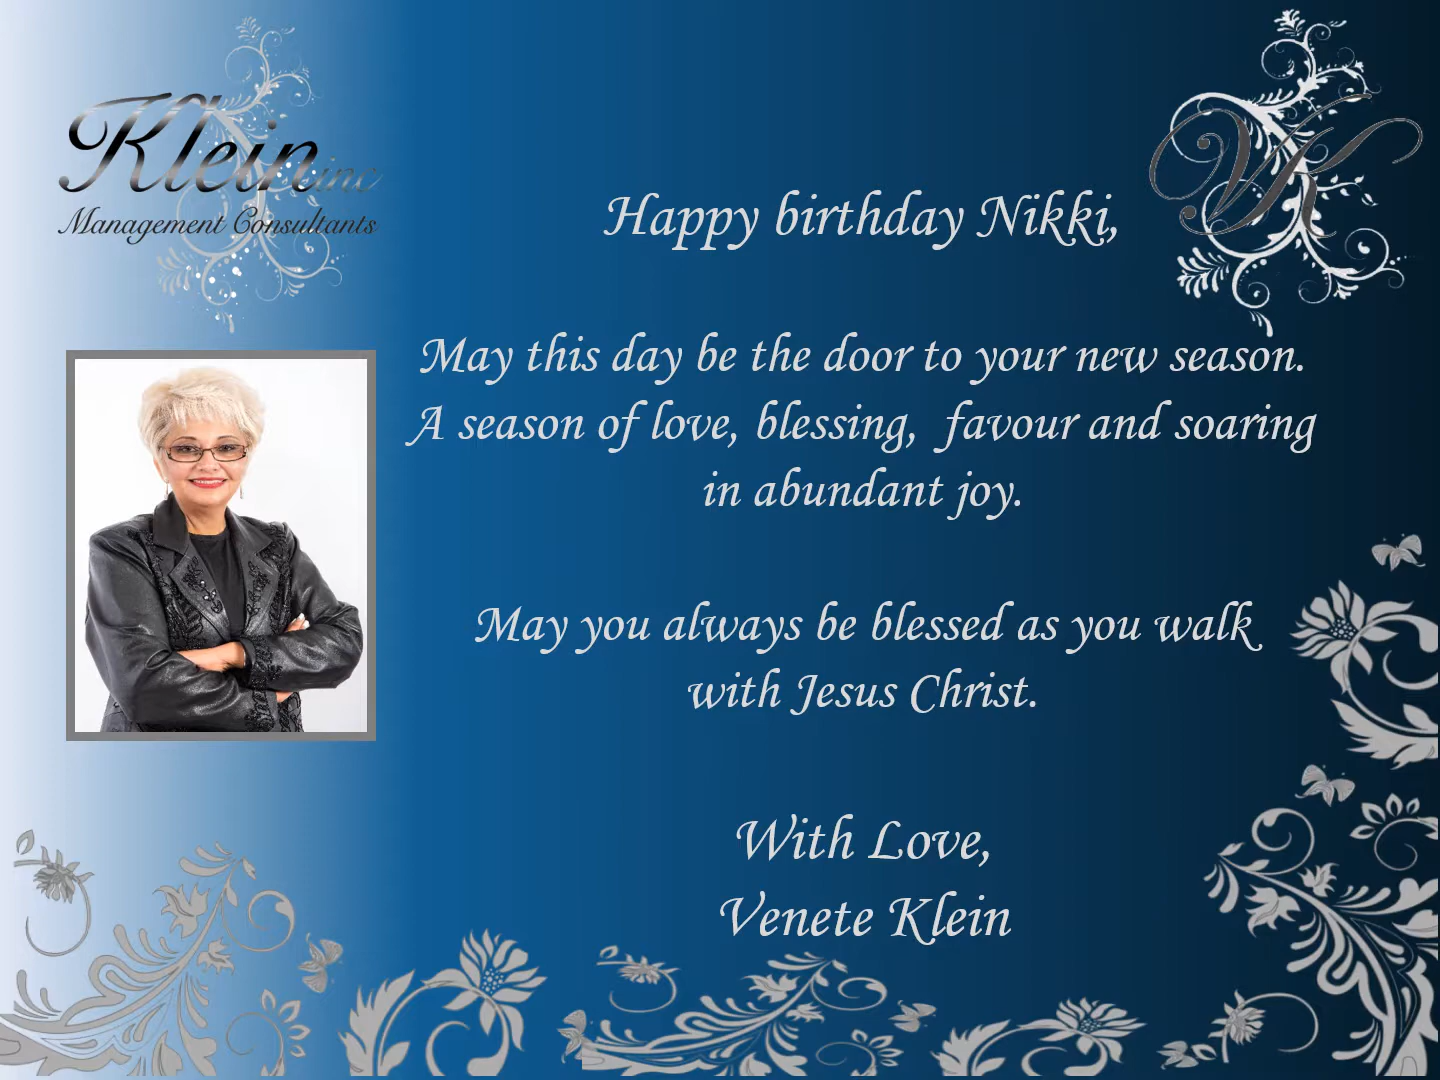 Klein inc
Management Consultants
VK
Happy birthday Nikki,
May this day be the door to your new season.
A season of love, blessing, favour and soaring
in abundant joy.
May you always be blessed as you walk
with Jesus Christ.
With Love,
Venete Klein